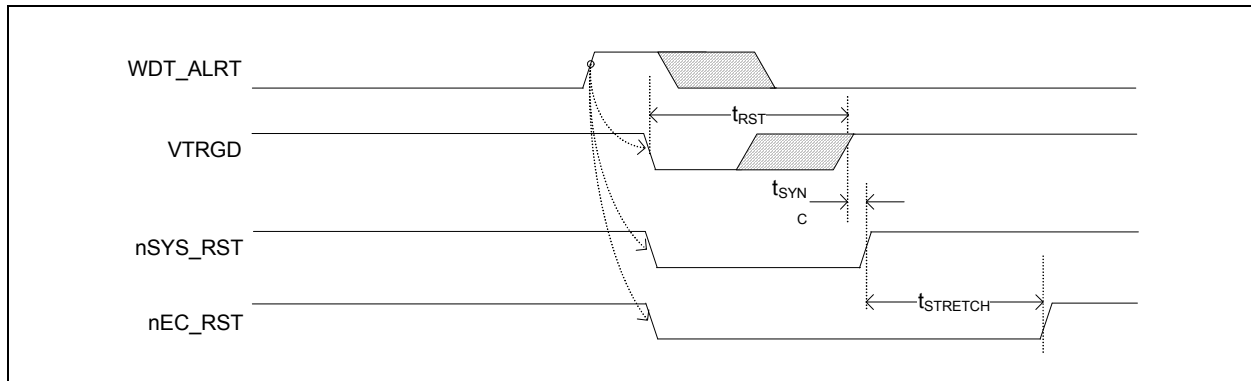 WDT_ALRT
tRST
VTRGD
tSYN
C
nSYS_RST
tSTRETCH
nEC_RST